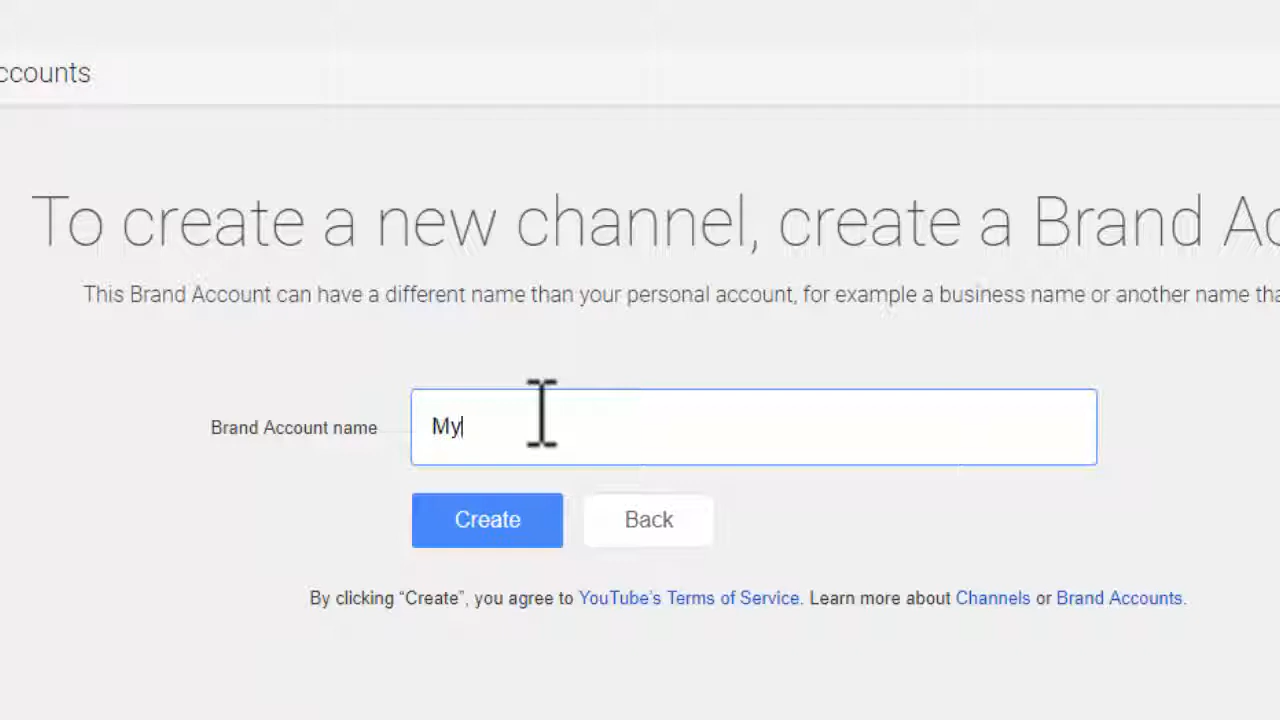 ccounts
To create a new channel, create a Brand Ac
This Brand Account can have a different name than your personal account, for example a business name or another name tha
Brand Account name
My
Create Back
By clicking “Create”, you agree to YouTube's Terms of Service. Learn more about Channels or Brand Accounts.